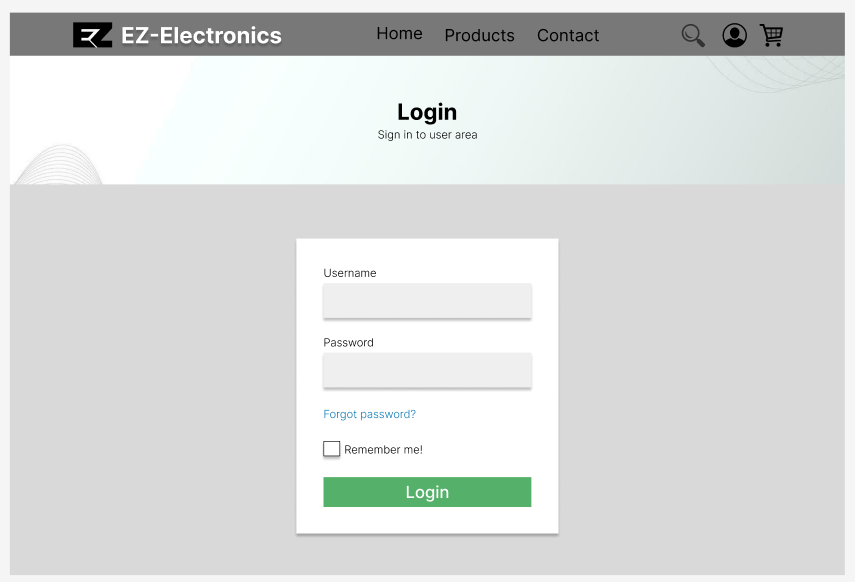 EZ EZ-Electronics Home Products Contact
Login
Sign in to user area
Username
Password
Forgot password?
Remember me!
Login